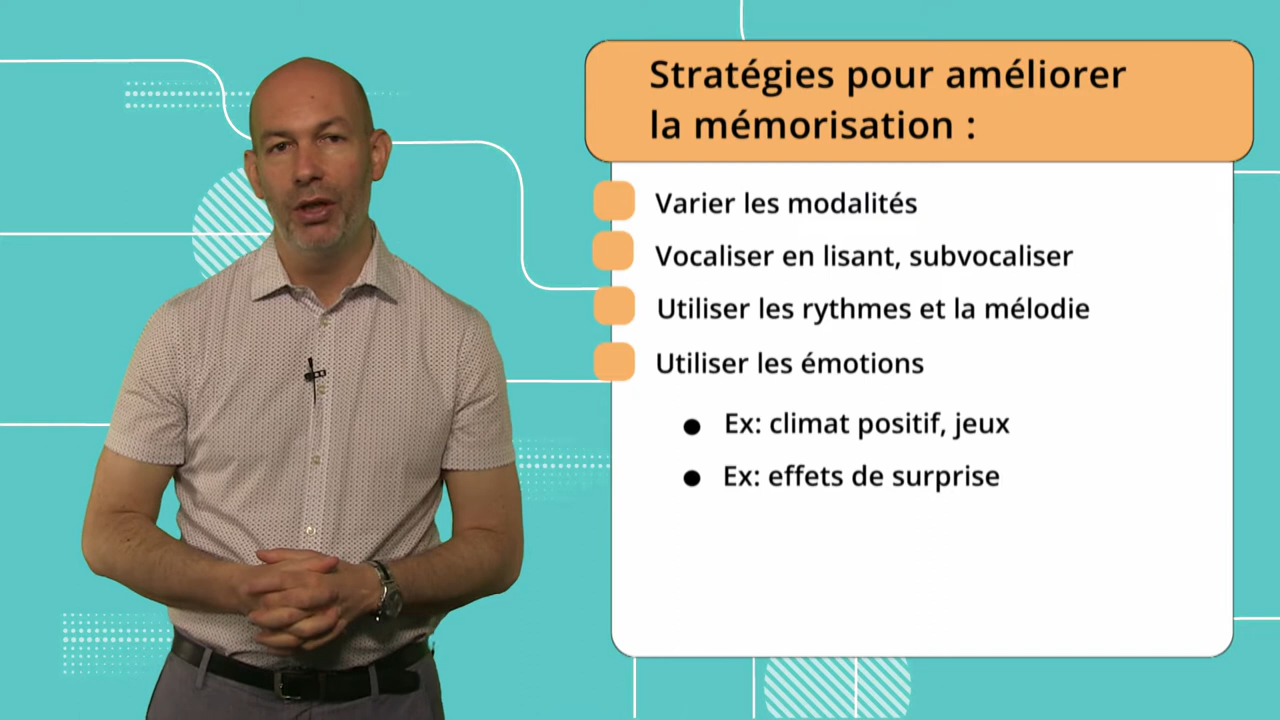 Stratégies pour améliorer
la mémorisation :
Varier les modalités
Vocaliser en lisant, subvocaliser
Utiliser les rythmes et la mélodie
Utiliser les émotions
Ex: climat positif, jeux
Ex: effets de surprise